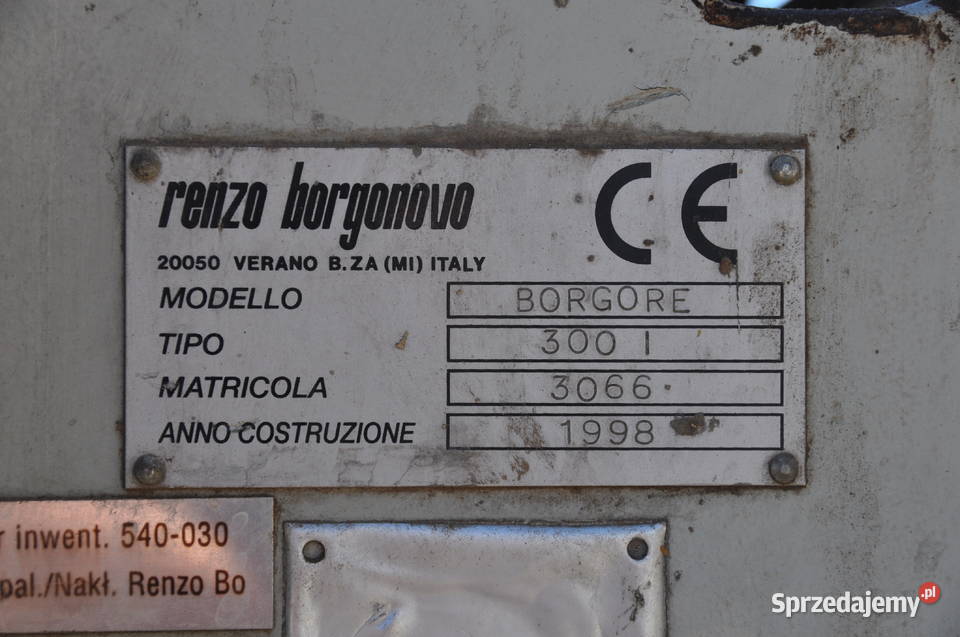 renzo borgonovo
CE
20050 VERANO B.ZA (MI) ITALY
MODELLO BORGORE
TIPO 300 I
MATRICOLA 3066
ANNO COSTRUZIONE 1998
r inwent. 540-030
pal./Nakł. Renzo Bo
Sprzedajemy.pl